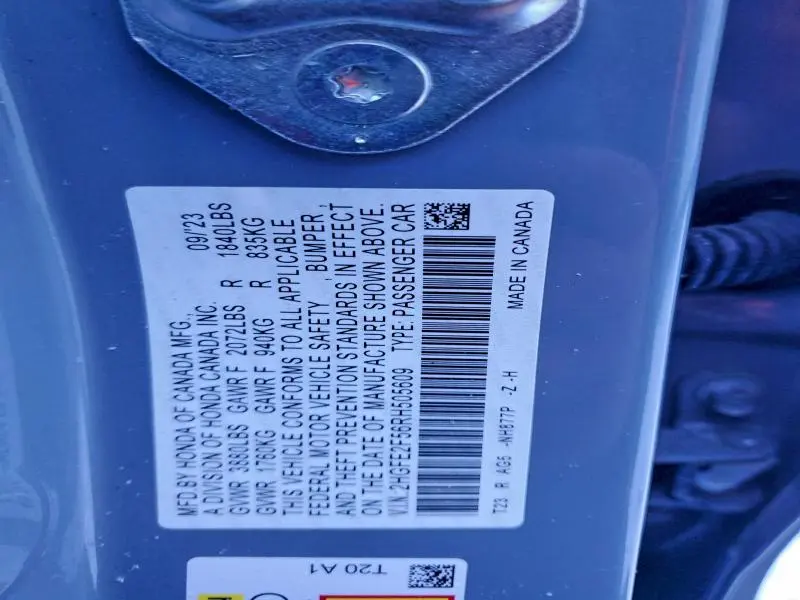 MFD BY HONDA OF CANADA MFG., 09/'23
A DIVISION OF HONDA CANADA INC.
GVWR 3880LBS GAWR F 2072LBS R 1840LBS
GVWR 1760KG GAWR F 940KG R 835KG
THIS VEHICLE CONFORMS TO ALL APPLICABLE
FEDERAL MOTOR VEHICLE SAFETY , BUMPER ,
AND THEFT PREVENTION STANDARDS IN EFFECT
ON THE DATE OF MANUFACTURE SHOWN ABOVE.
V.I.N. 2HGFE2F56RH505609 TYPE: PASSENGER CAR
MADE IN CANADA
T23 R AG5 -NH877P -Z -H
T20 A1